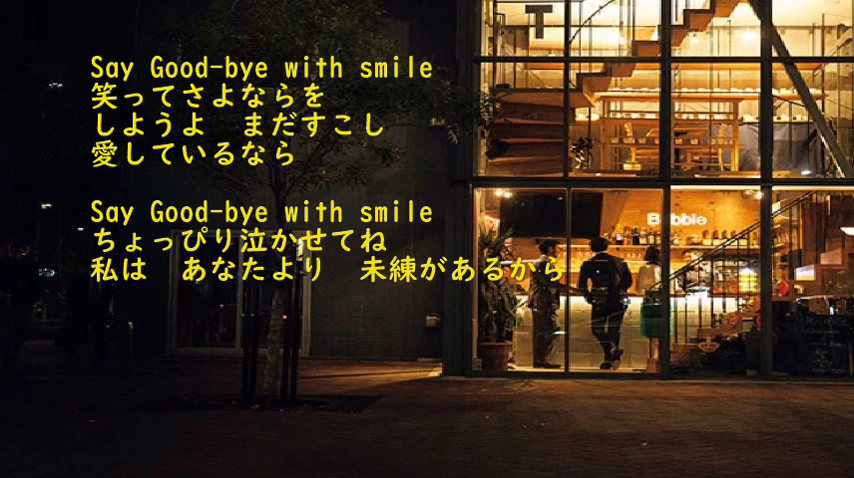 Say Good-bye with smile
笑ってさよならを
しようよ　まだすこし
愛しているなら
Say Good-bye with smile
ちょっぴり泣かせてね
私は　あなたより　未練があるから
T